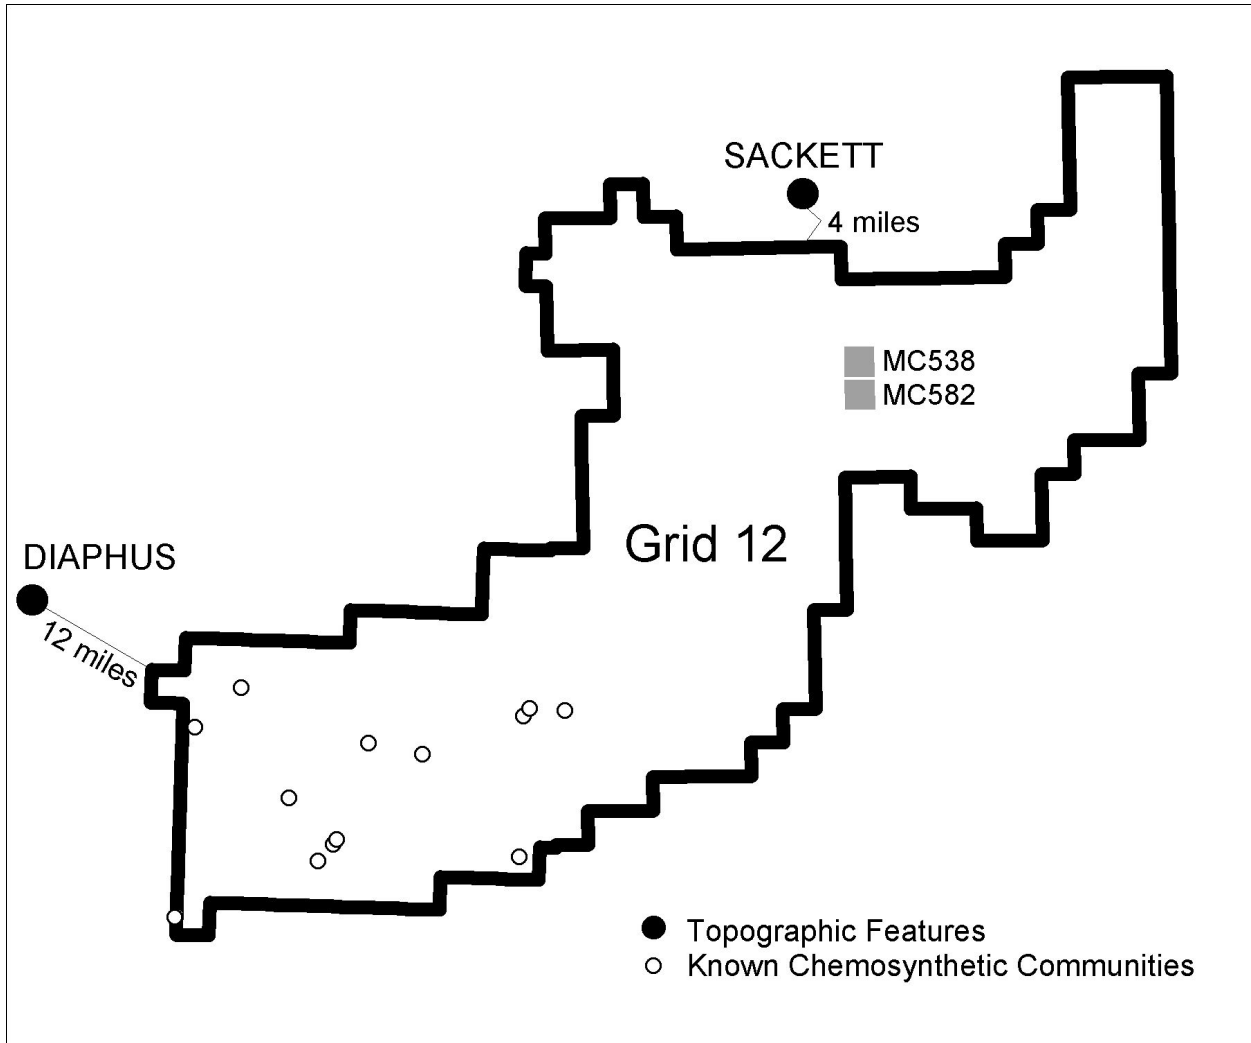 SACKETT
4 miles
MC538
MC582
Grid 12
DIAPHUS
12 miles
Topographic Features
Known Chemosynthetic Communities